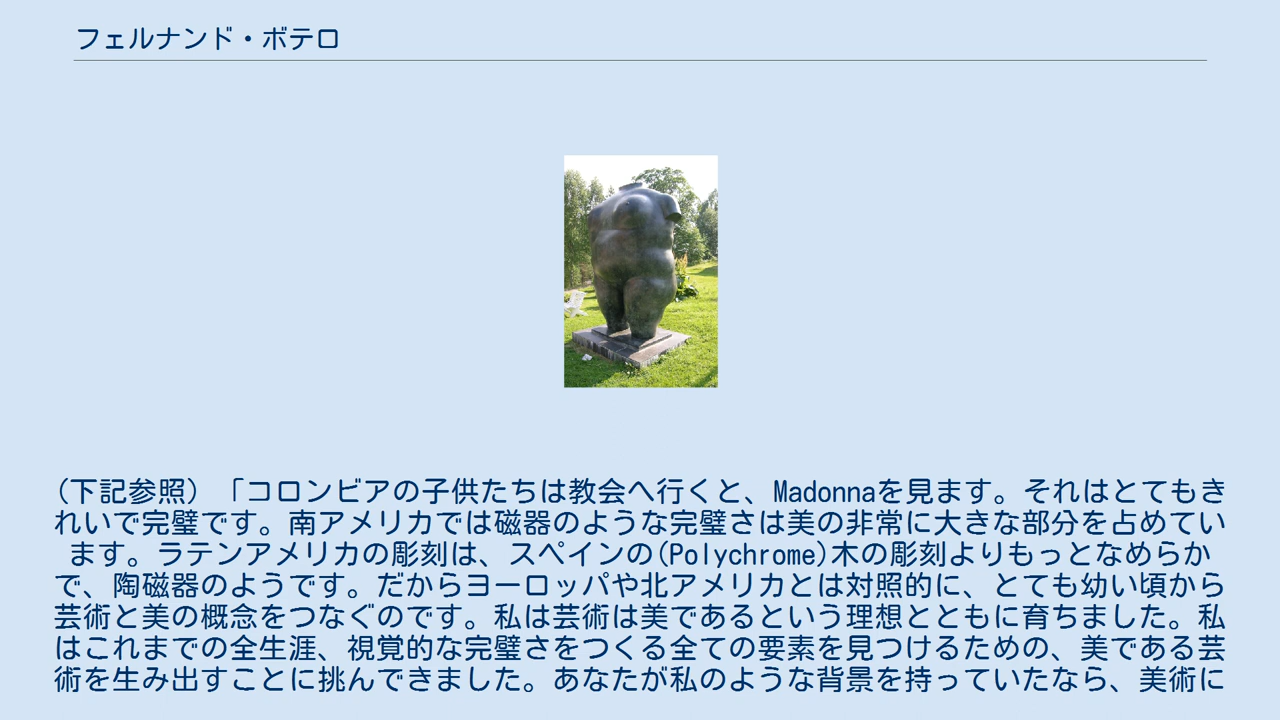 フェルナンド・ボテロ
(下記参照) 「コロンビアの子供たちは教会へ行くと、Madonnaを見ます。それはとてもき
れいで完璧です。南アメリカでは磁器のような完璧さは美の非常に大きな部分を占めてい
ます。ラテンアメリカの彫刻は、スペインの(Polychrome)木の彫刻よりもっとなめらか
で、陶磁器のようです。だからヨーロッパや北アメリカとは対照的に、とても幼い頃から
芸術と美の概念をつなぐのです。私は芸術は美であるという理想とともに育ちました。私
はこれまでの全生涯、視覚的な完璧さをつくる全ての要素を見つけるための、美である芸
術を生み出すことに挑んできました。あなたが私のような背景を持っていたなら、美術に